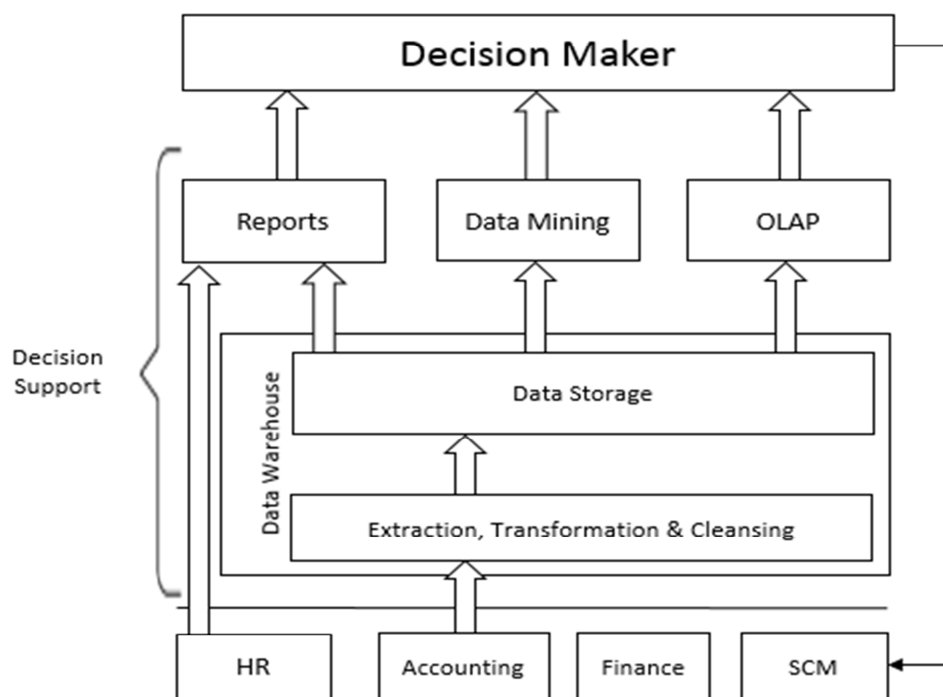 Decision Maker
Reports
Data Mining
OLAP
Decision
Support
Data Warehouse
Data Storage
Extraction, Transformation & Cleansing
HR
Accounting
Finance
SCM